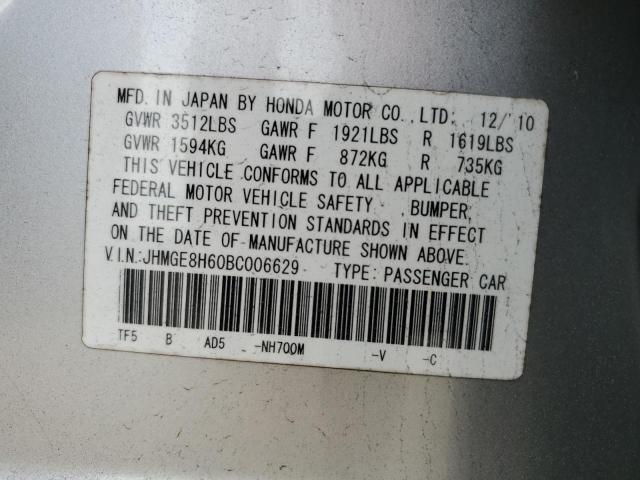 MFD. IN JAPAN BY HONDA MOTOR CO., LTD. 12/'10
GVWR 3512LBS GAWR F 1921LBS R 1619LBS
GVWR 1594KG GAWR F 872KG R 735KG
THIS VEHICLE CONFORMS TO ALL APPLICABLE
FEDERAL MOTOR VEHICLE SAFETY , BUMPER,
AND THEFT PREVENTION STANDARDS IN EFFECT
ON THE DATE OF MANUFACTURE SHOWN ABOVE.
V.I.N.:JHMGE8H60BC006629 TYPE: PASSENGER CAR
TF5 B AD5 -NH700M -V -C